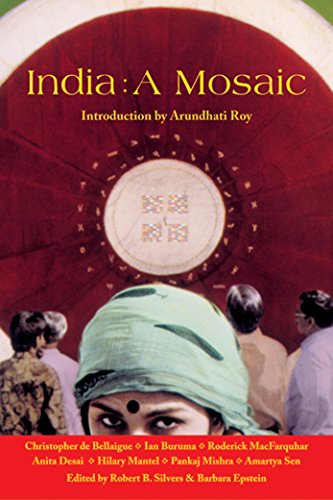 India : A Mosaic
Introduction by Arundhati Roy
Christopher de Bellaigue ❖ Ian Buruma ❖ Roderick MacFarquhar
Anita Desai ❖ Hilary Mantel ❖ Pankaj Mishra ❖ Amartya Sen
Edited by Robert B. Silvers & Barbara Epstein